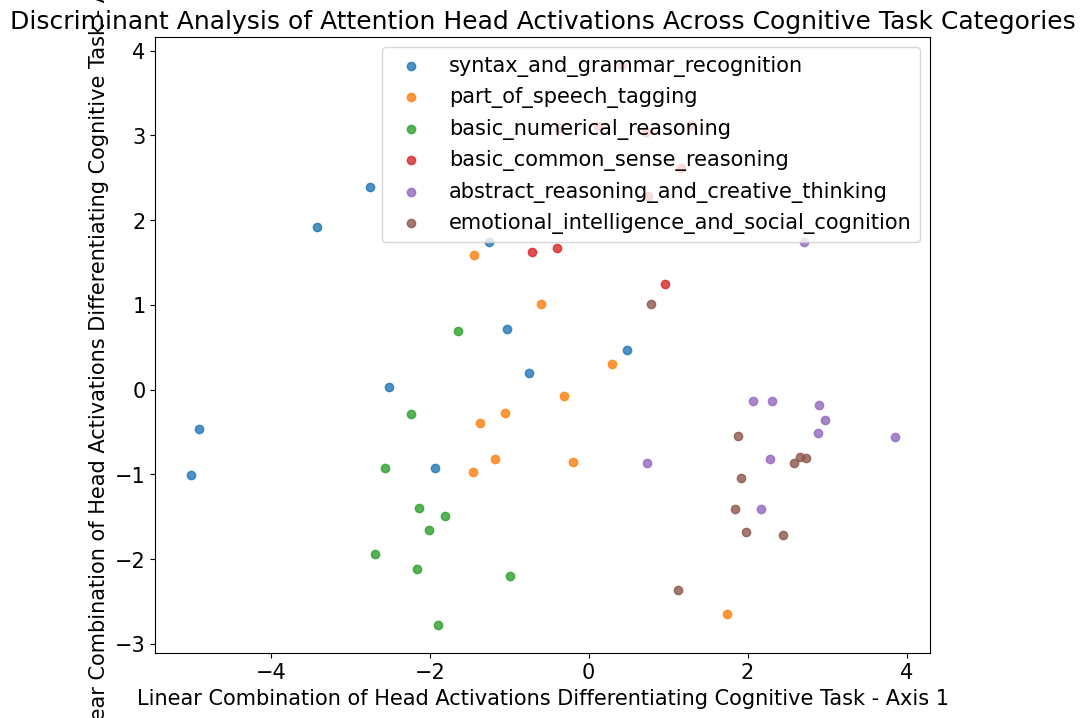 Discriminant Analysis of Attention Head Activations Across Cognitive Task Categories
syntax_and_grammar_recognition
part_of_speech_tagging
basic_numerical_reasoning
basic_common_sense_reasoning
abstract_reasoning_and_creative_thinking
emotional_intelligence_and_social_cognition
4
3
2
1
0
−1
−2
−3
Combination of Head Activations Differentiating Cognitive Task
−4
−2
0
2
4
Linear Combination of Head Activations Differentiating Cognitive Task - Axis 1